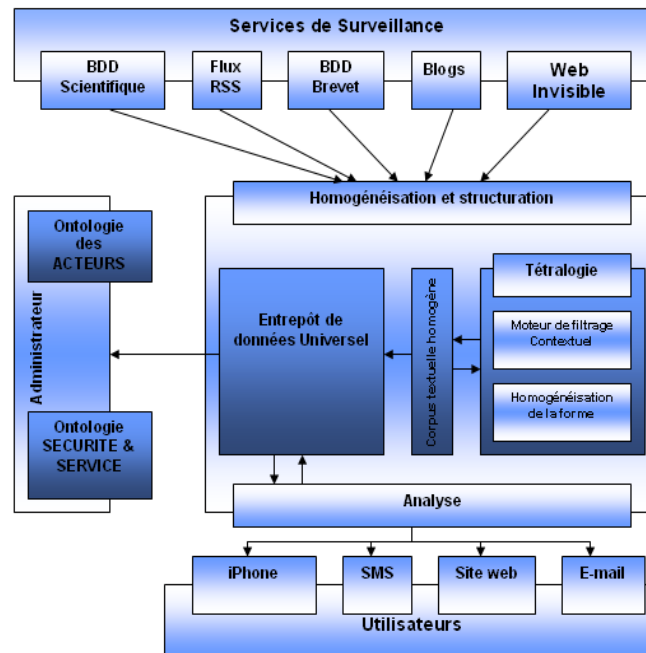 Services de Surveillance
BDD
Scientifique
Flux
RSS
BDD
Brevet
Blogs
Web
Invisible
Homogénéisation et structuration
Administrateur
Ontologie
des
ACTEURS
Ontologie
SECURITE &
SERVICE
Entrepôt de
données Universel
Corpus textuelle homogène
Tétralogie
Moteur de filtrage
Contextuel
Homogénéisation
de la forme
Analyse
iPhone
SMS
Site web
E-mail
Utilisateurs